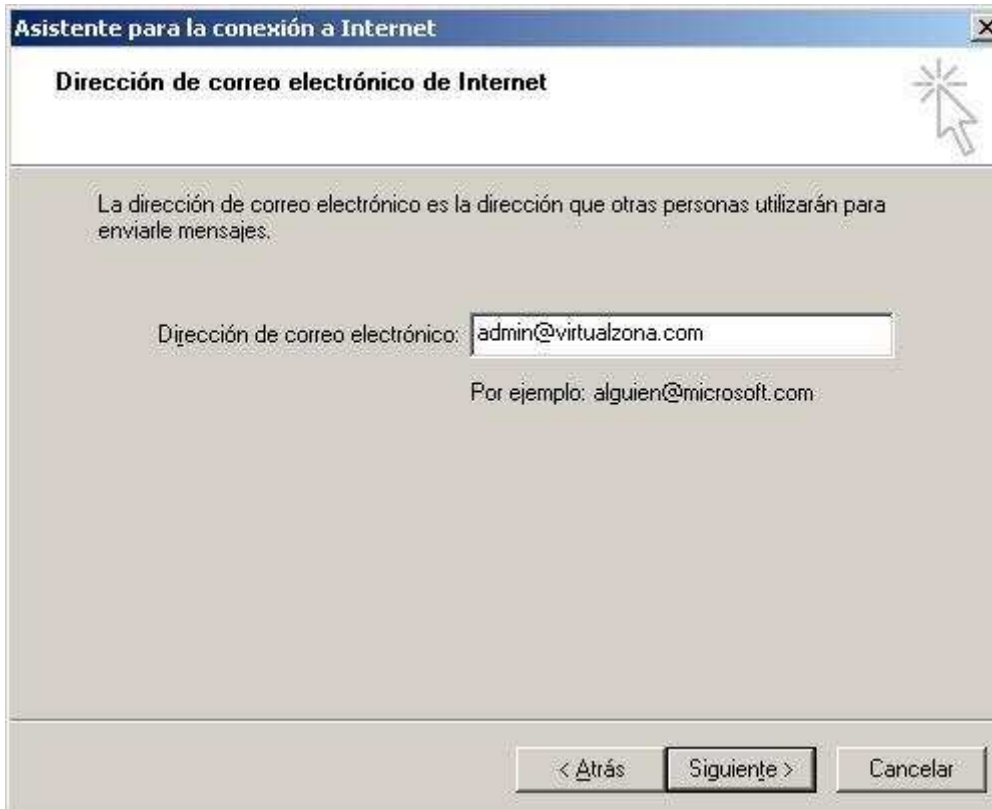 Asistente para la conexión a Internet
Dirección de correo electrónico de Internet
La dirección de correo electrónico es la dirección que otras personas utilizarán para
enviarle mensajes.
Dirección de correo electrónico: admin@virtualzona.com
Por ejemplo: alguien@microsoft.com
< Atrás Siguiente > Cancelar